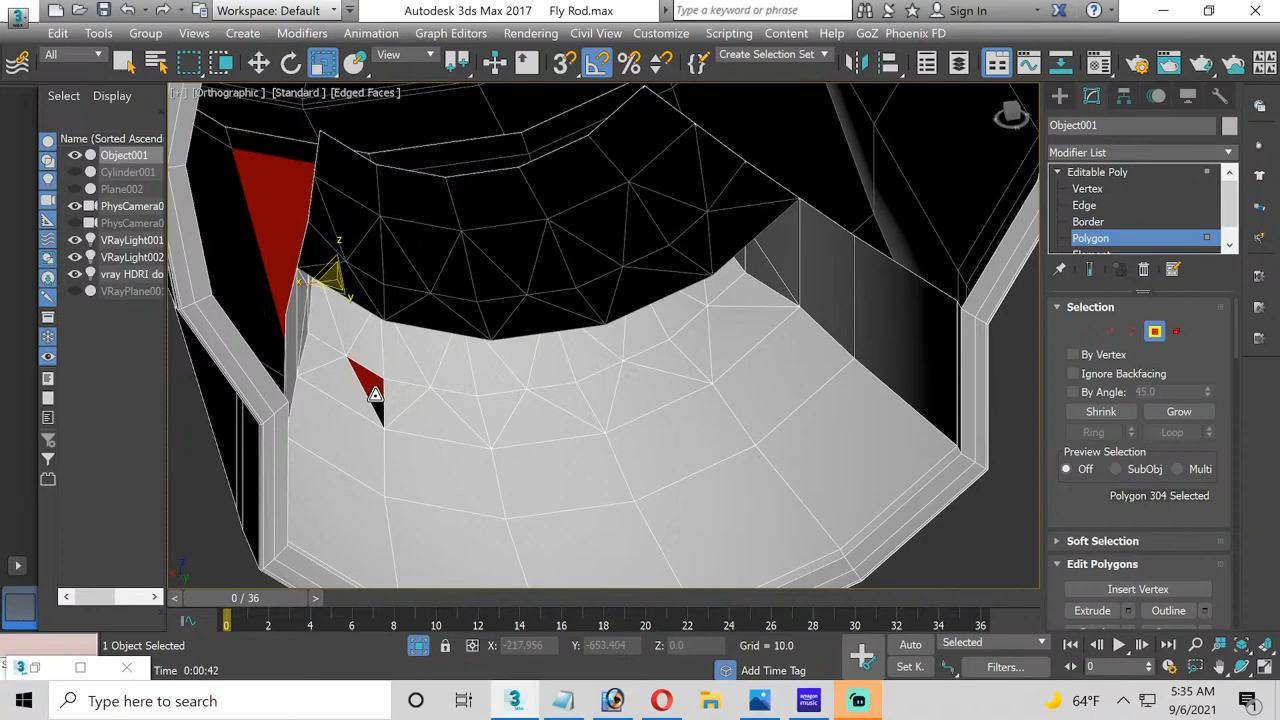 Workspace: Default
Autodesk 3ds Max 2017    Fly Rod.max
Type a keyword or phrase
Sign In
Edit Tools Group Views Create Modifiers Animation Graph Editors Rendering Civil View Customize Scripting Content Help GoZ Phoenix FD
All
View
Create Selection Set
Select Display
[+] [Orthographic ] [Standard ] [Edged Faces ]
Name (Sorted Ascend
Object001
Cylinder001
Plane002
PhysCamera0
PhysCamera0
VRayLight001
VRayLight002
vray HDRI do
VRayPlane00
z
x
y
Object001
Modifier List
Editable Poly
Vertex
Edge
Border
Polygon
Selection
By Vertex
Ignore Backfacing
By Angle: 45.0
Shrink Grow
Ring Loop
Preview Selection
Off SubObj Multi
Polygon 304 Selected
Soft Selection
Edit Polygons
Insert Vertex
Extrude Outline
0 / 36
0 2 4 6 8 10 12 14 16 18 20 22 24 26 28 30 32 34 36
1 Object Selected
X: -217.956 Y: -653.404 Z: 0.0 Grid = 10.0
Auto Selected
Time: 0:00:42
Add Time Tag
Set K. Filters...
0
Type here to search
amazon music
64°F
5:35 AM
9/6/2021